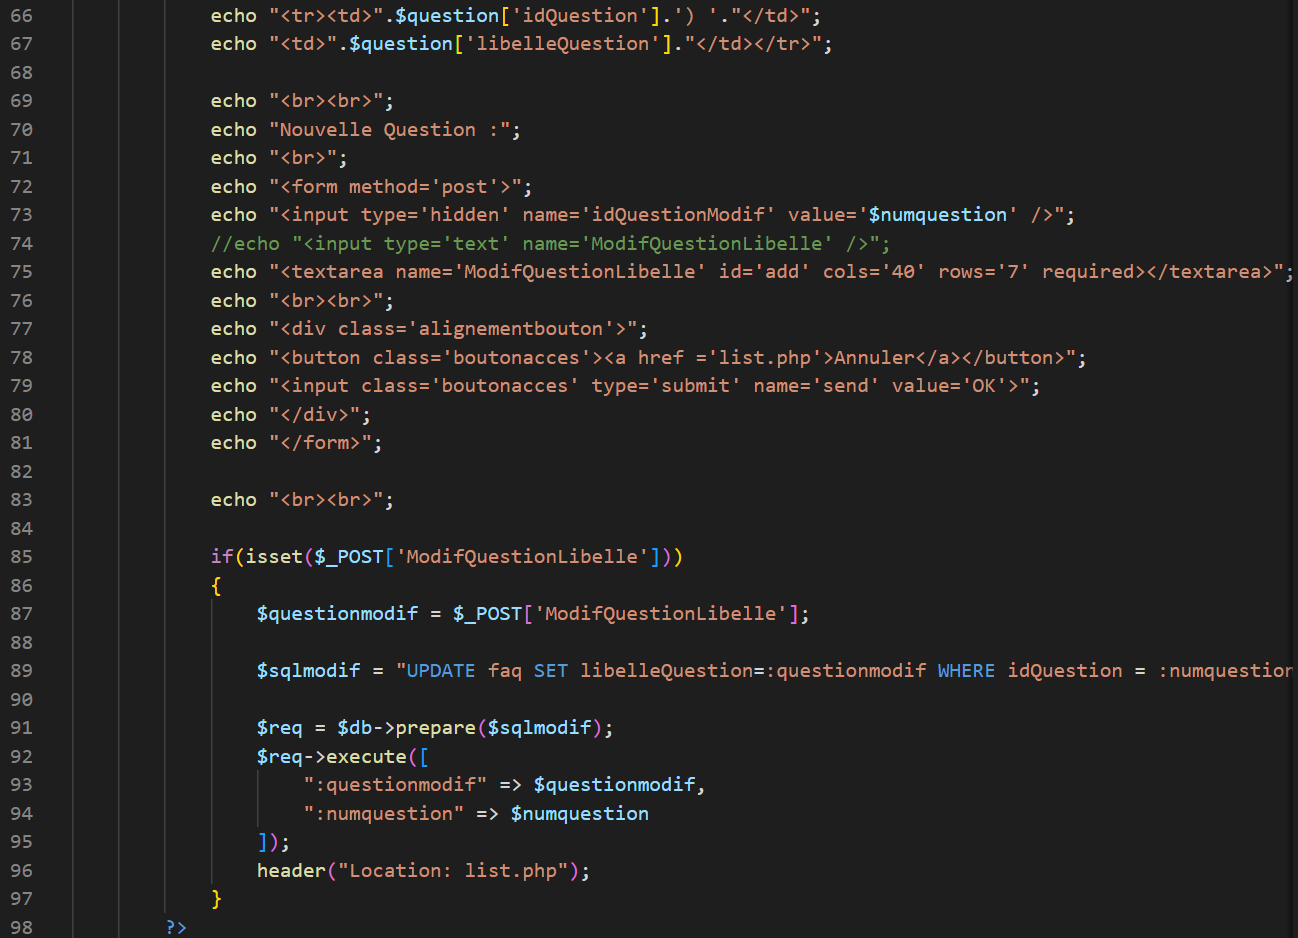 66 echo "<tr><td>".$question['idQuestion'].') '."</td>";
67 echo "<td>".$question['libelleQuestion']."</td></tr>";
68
69 echo "<br><br>";
70 echo "Nouvelle Question :";
71 echo "<br>";
72 echo "<form method='post'>";
73 echo "<input type='hidden' name='idQuestionModif' value='$numquestion' />";
74 //echo "<input type='text' name='ModifQuestionLibelle' />";
75 echo "<textarea name='ModifQuestionLibelle' id='add' cols='40' rows='7' required></textarea>";
76 echo "<br><br>";
77 echo "<div class='alignementbouton'>";
78 echo "<button class='boutonacces'><a href ='list.php'>Annuler</a></button>";
79 echo "<input class='boutonacces' type='submit' name='send' value='OK'>";
80 echo "</div>";
81 echo "</form>";
82
83 echo "<br><br>";
84
85 if(isset($_POST['ModifQuestionLibelle']))
86 {
87 $questionmodif = $_POST['ModifQuestionLibelle'];
88
89 $sqlmodif = "UPDATE faq SET libelleQuestion=:questionmodif WHERE idQuestion = :numquestion
90
91 $req = $db->prepare($sqlmodif);
92 $req->execute([
93 ":questionmodif" => $questionmodif,
94 ":numquestion" => $numquestion
95 ]);
96 header("Location: list.php");
97 }
98 ?>